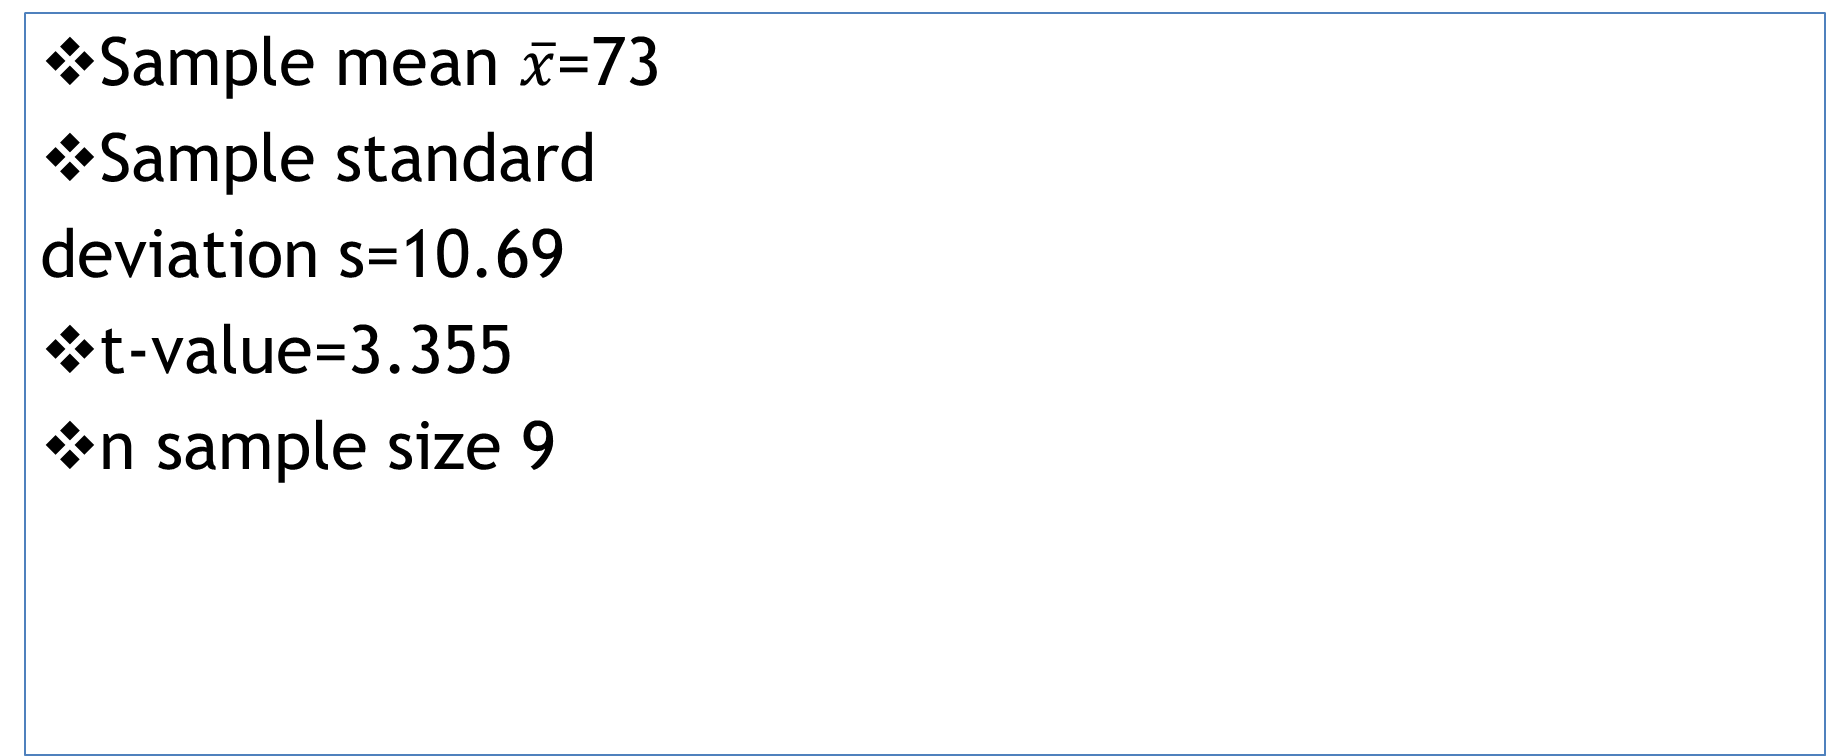 ❖Sample mean x̄=73
❖Sample standard
deviation s=10.69
❖t-value=3.355
❖n sample size 9